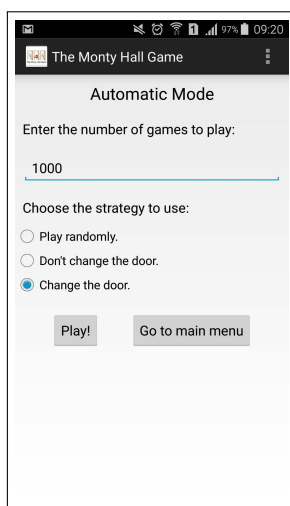 1 97% 09:20
The Monty Hall Game
Automatic Mode
Enter the number of games to play:
1000
Choose the strategy to use:
Play randomly.
Don't change the door.
Change the door.
Play! Go to main menu